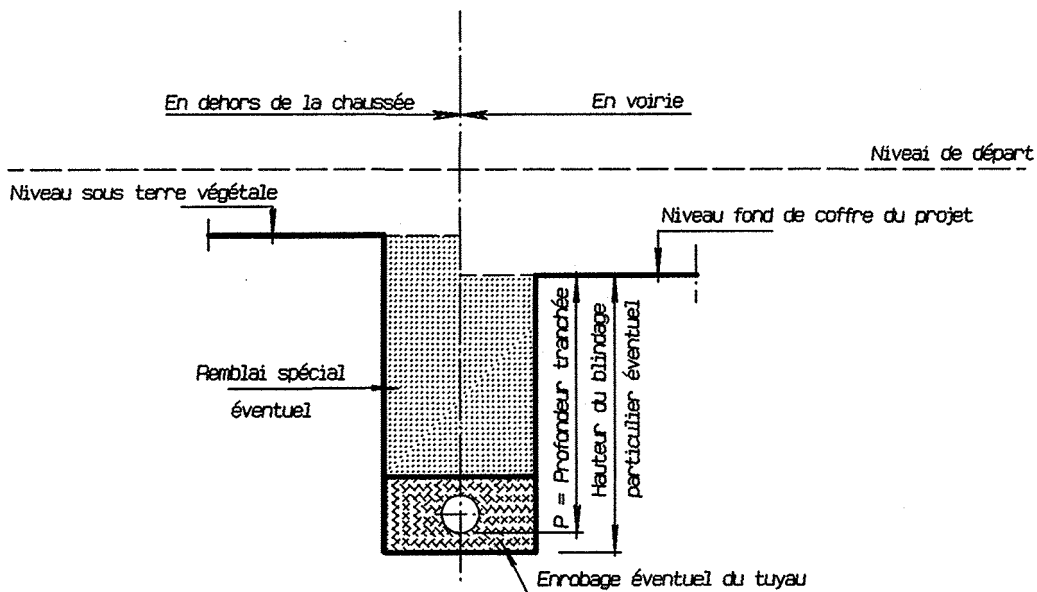 En dehors de la chaussée
En voirie
Niveai de départ
Niveau sous terre végétale
Niveau fond de coffre du projet
P = Profondeur tranchée
Hauteur du blindage
particulier éventuel
Remblai spécial
éventuel
Enrobage éventuel du tuyau